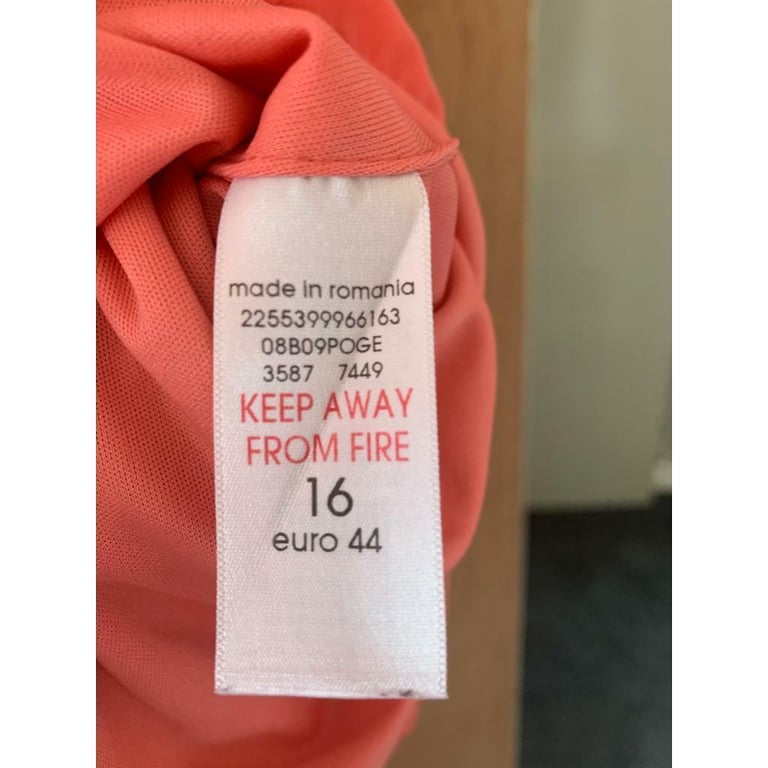 made in romania
2255399966163
08B09POGE
3587 7449
KEEP AWAY
FROM FIRE
16
euro 44